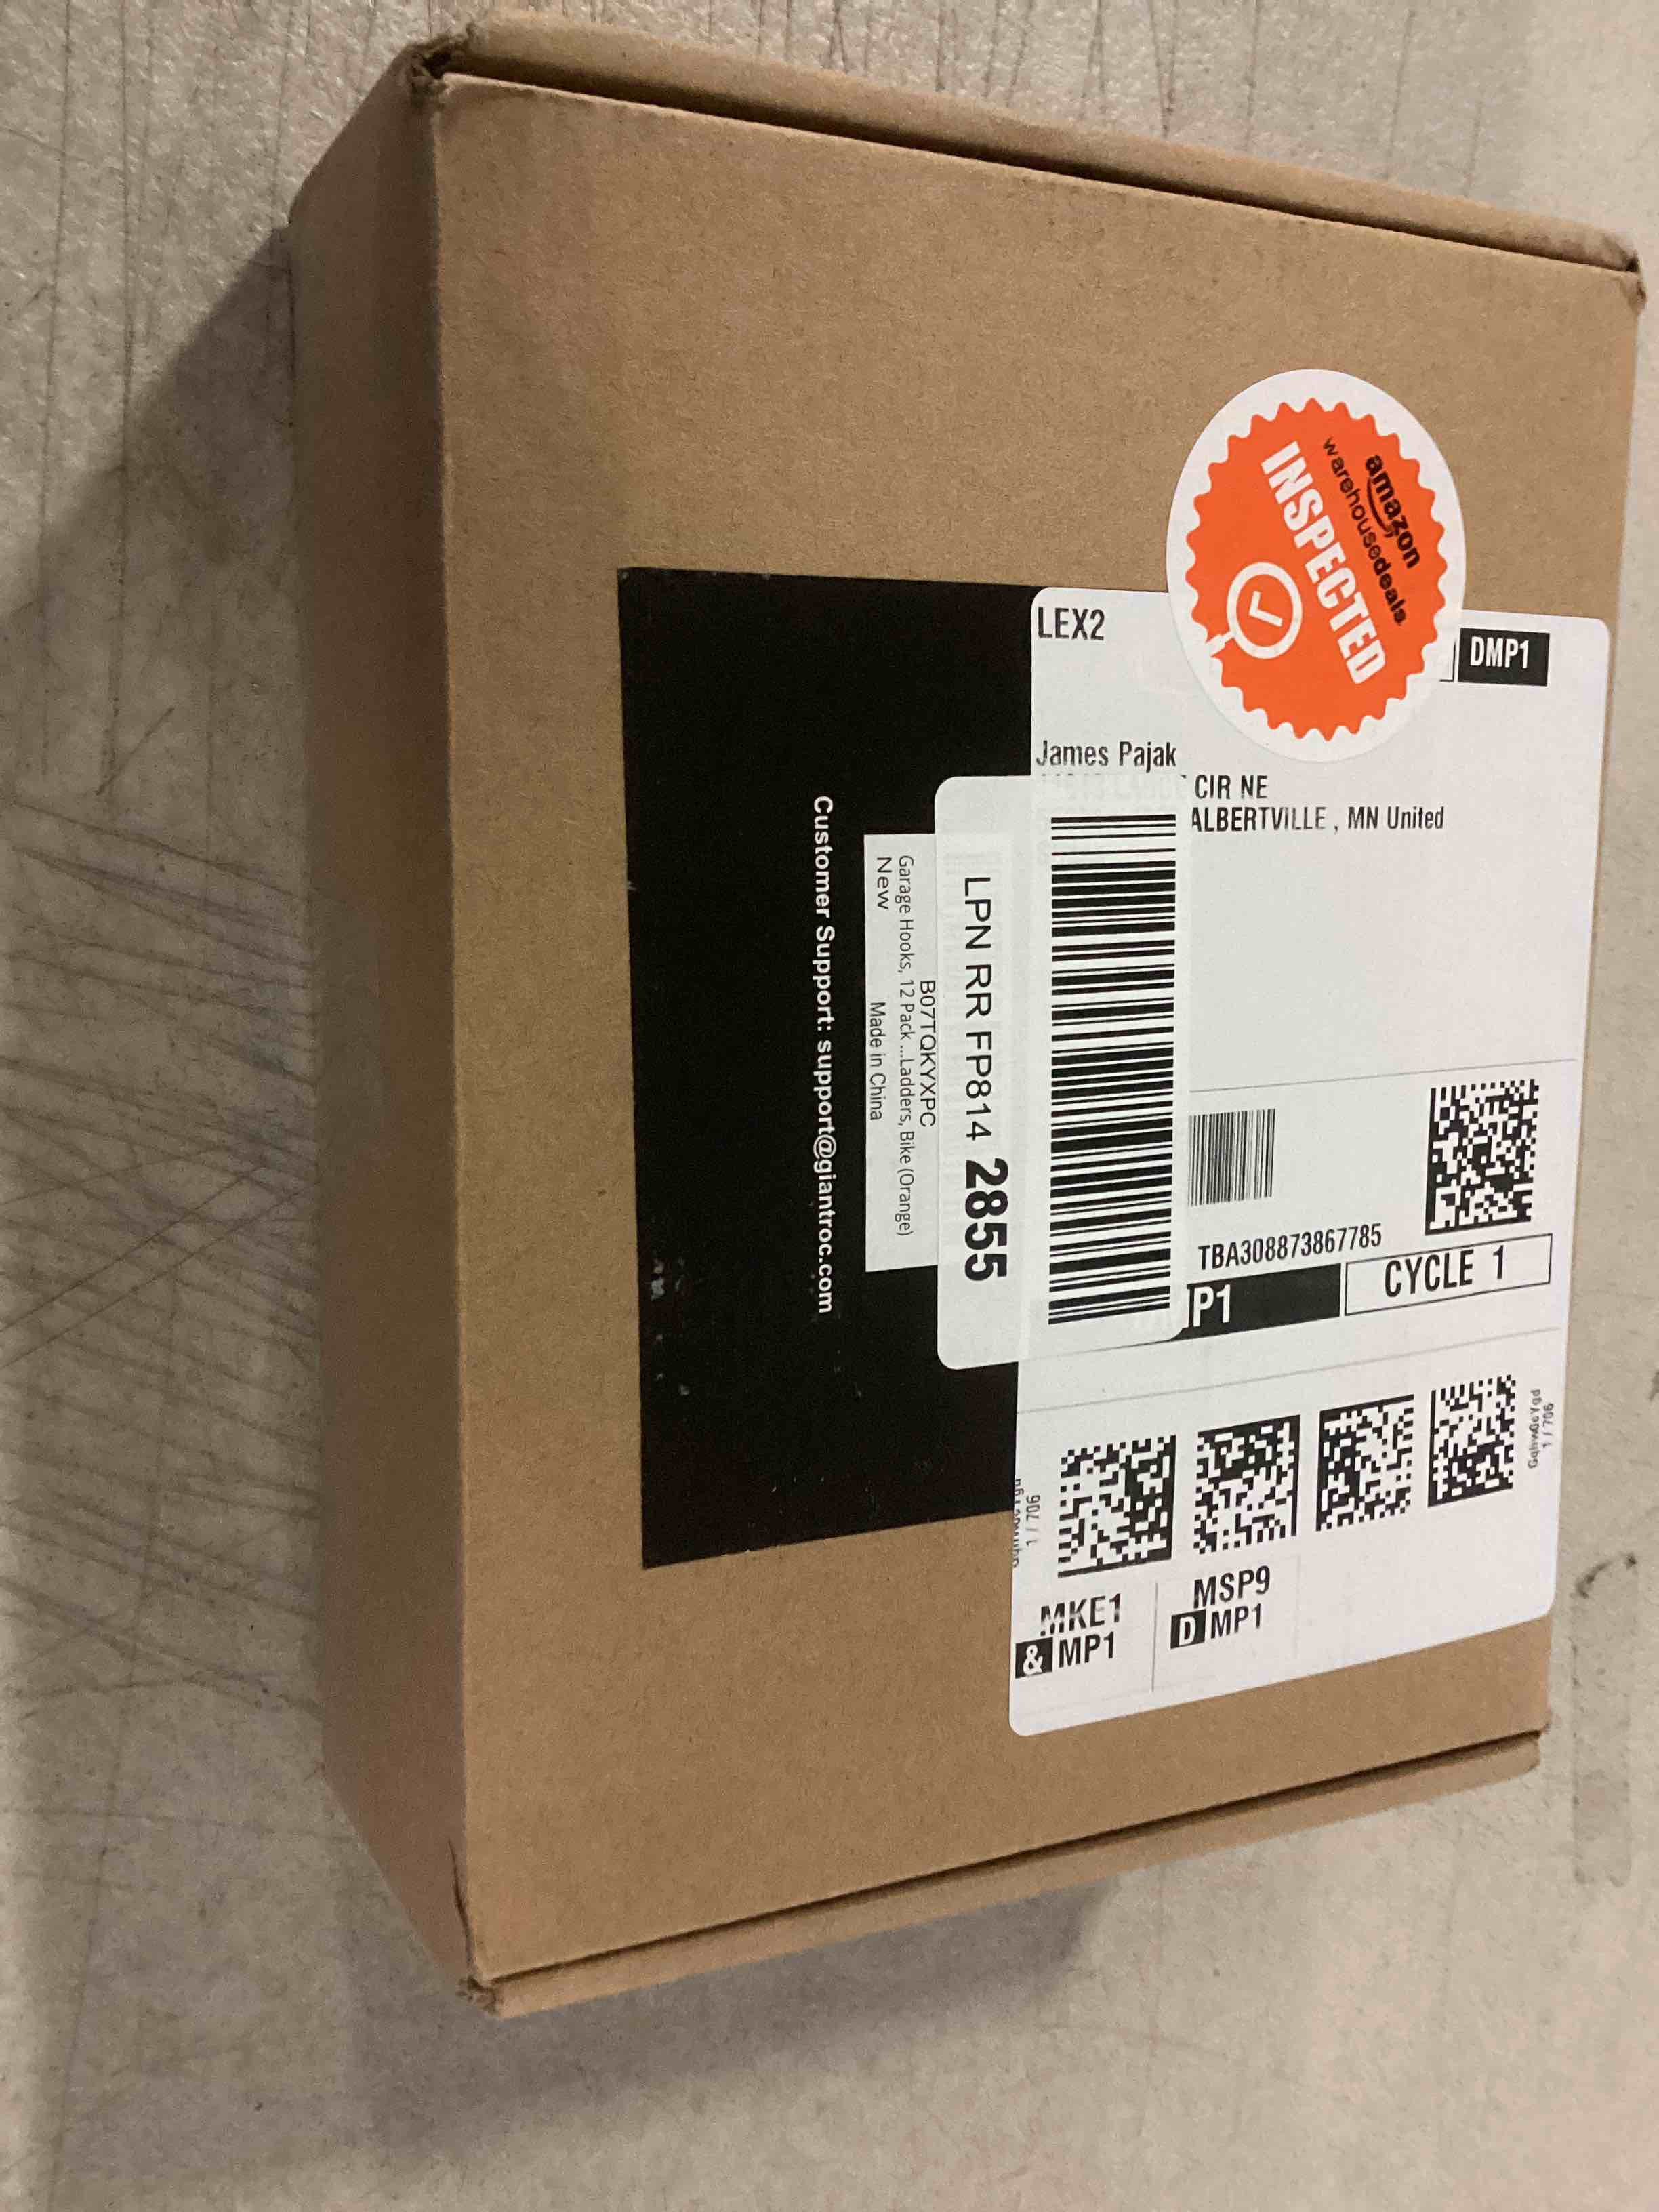 amazon
warehousedeals
INSPECTED
LEX2
DMP1
James Pajak
CIR NE
ALBERTVILLE , MN United
LPN RR FP814 2855
B07TQKYXPC
Garage Hooks, 12 Pack ...Ladders, Bike (Orange)
New Made in China
Customer Support: support@giantroc.com
TBA308873867785
P1
CYCLE 1
1 / 706
906 / 1
MKE1
& MP1
MSP9
D MP1